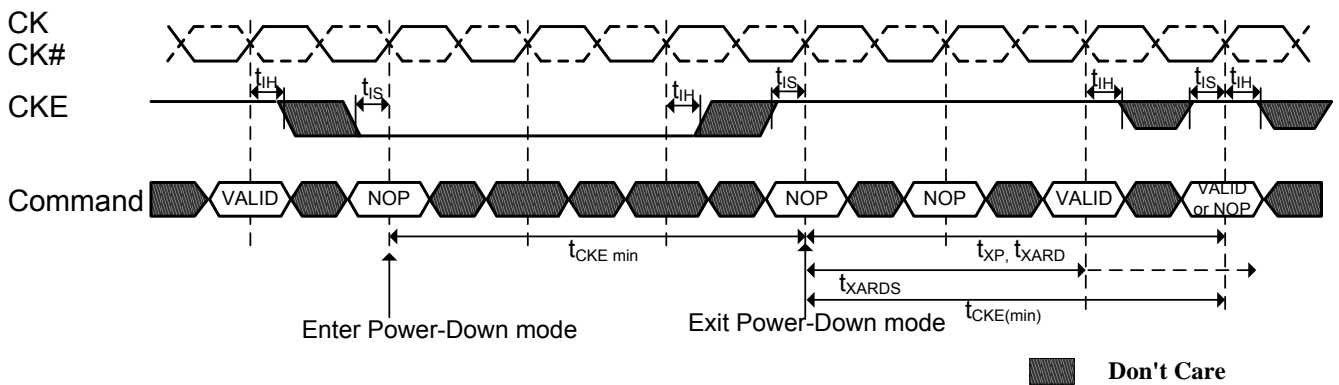 CK
CK#
tIH
tIS
tIH
tIS
tIH
tIS
tIH
CKE
Command
VALID
NOP
NOP
NOP
VALID
VALID
or NOP
tCKE min
tXP, tXARD
tXARDS
tCKE(min)
Enter Power-Down mode
Exit Power-Down mode
Don't Care